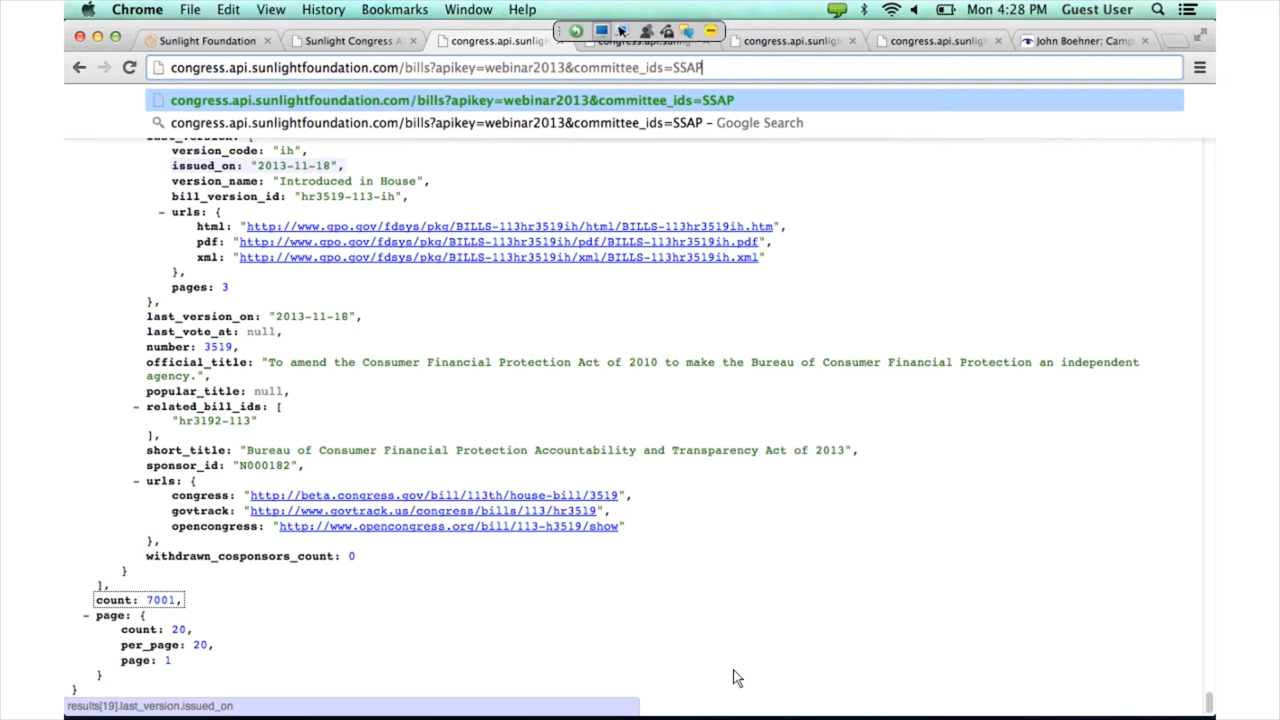 Chrome File Edit View History Bookmarks Window Help Mon 4:28 PM Guest User
Sunlight Foundation Sunlight Congress A congress.api.sunlig congress.api.sunlig congress.api.sunlig John Boehner: Camp
congress.api.sunlightfoundation.com/bills?apikey=webinar2013&committee_ids=SSAP
congress.api.sunlightfoundation.com/bills?apikey=webinar2013&committee_ids=SSAP
congress.api.sunlightfoundation.com/bills?apikey=webinar2013&committee_ids=SSAP – Google Search
version_code: "ih",
issued_on: "2013-11-18",
version_name: "Introduced in House",
bill_version_id: "hr3519-113-ih",
- urls: {
html: "http://www.gpo.gov/fdsys/pkg/BILLS-113hr3519ih/html/BILLS-113hr3519ih.htm",
pdf: "http://www.gpo.gov/fdsys/pkg/BILLS-113hr3519ih/pdf/BILLS-113hr3519ih.pdf",
xml: "http://www.gpo.gov/fdsys/pkg/BILLS-113hr3519ih/xml/BILLS-113hr3519ih.xml"
},
pages: 3
},
last_version_on: "2013-11-18",
last_vote_at: null,
number: 3519,
official_title: "To amend the Consumer Financial Protection Act of 2010 to make the Bureau of Consumer Financial Protection an independent
agency.",
popular_title: null,
- related_bill_ids: [
"hr3192-113"
],
short_title: "Bureau of Consumer Financial Protection Accountability and Transparency Act of 2013",
sponsor_id: "N000182",
- urls: {
congress: "http://beta.congress.gov/bill/113th/house-bill/3519",
govtrack: "http://www.govtrack.us/congress/bills/113/hr3519",
opencongress: "http://www.opencongress.org/bill/113-h3519/show"
},
withdrawn_cosponsors_count: 0
}
],
count: 7001,
- page: {
count: 20,
per_page: 20,
page: 1
}
}
results[19].last_version.issued_on